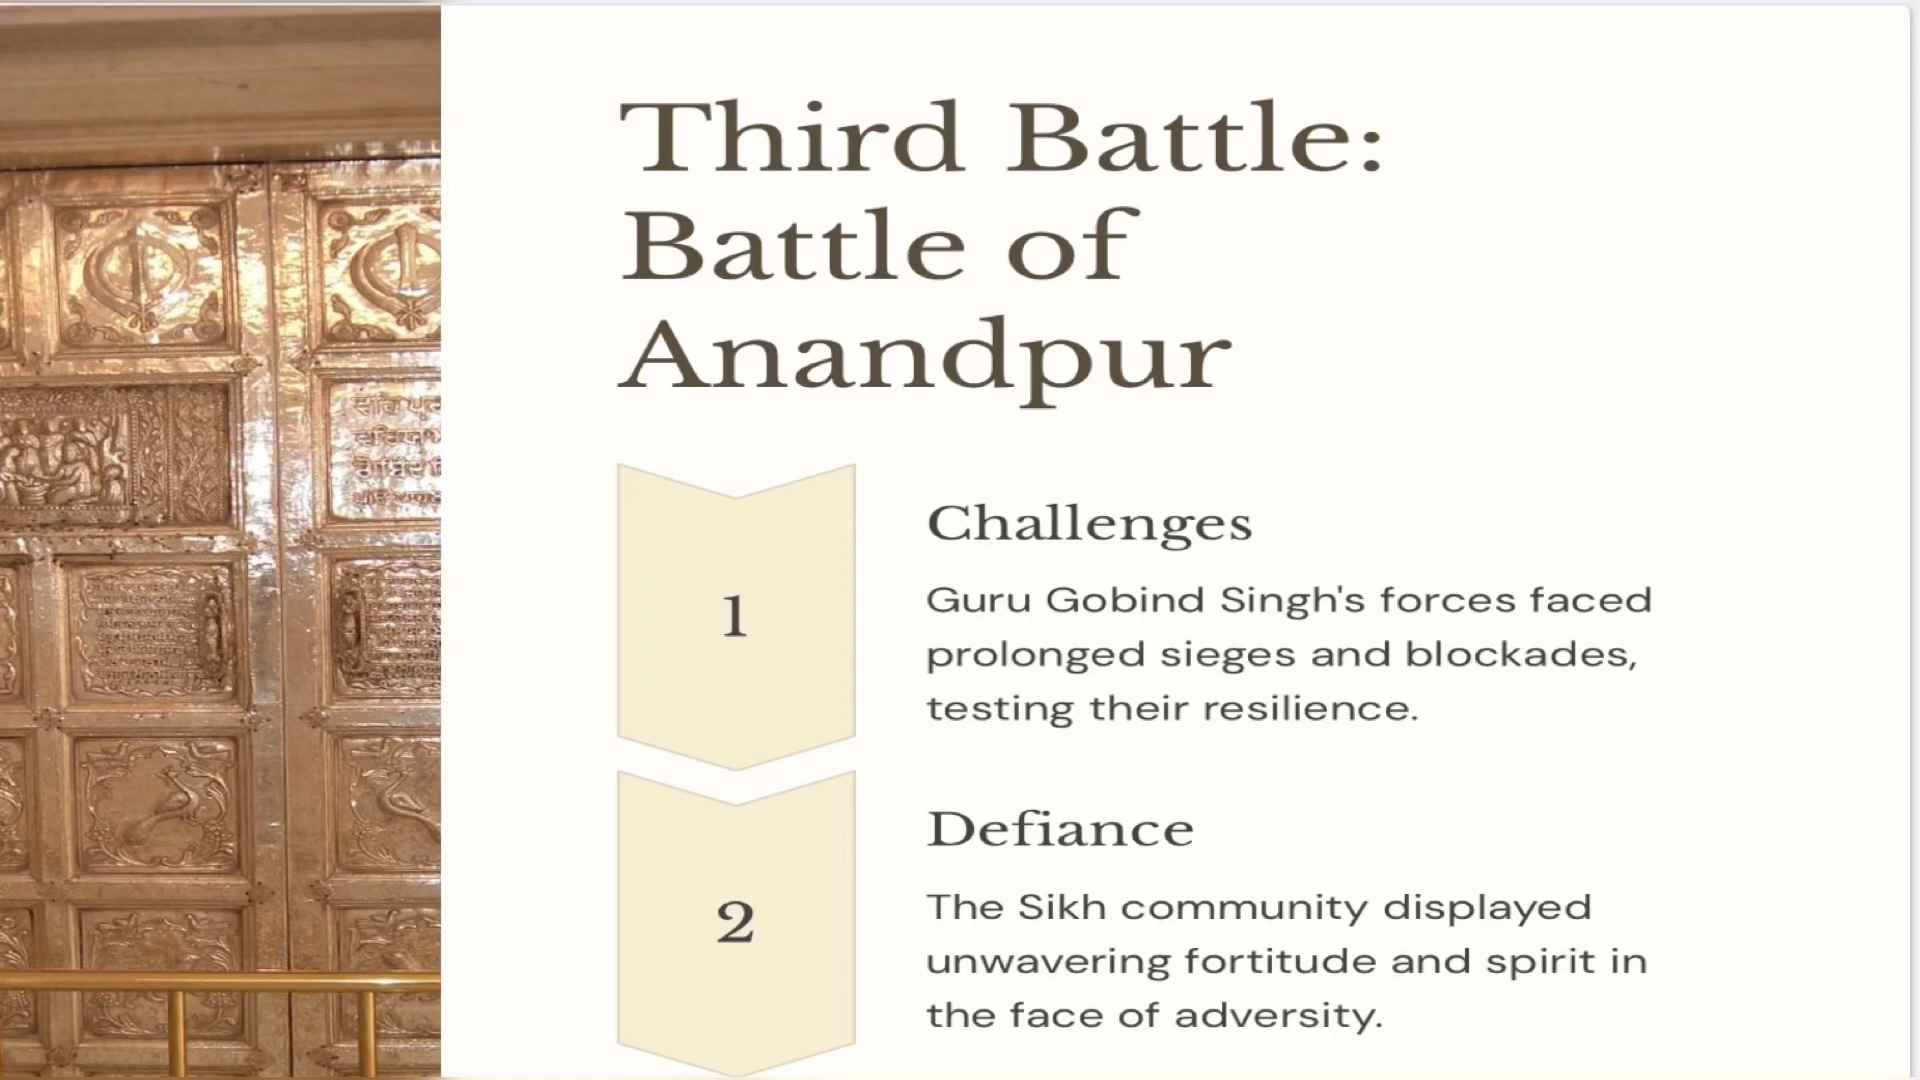 Third Battle:
Battle of
Anandpur
1
Challenges
Guru Gobind Singh's forces faced
prolonged sieges and blockades,
testing their resilience.
2
Defiance
The Sikh community displayed
unwavering fortitude and spirit in
the face of adversity.